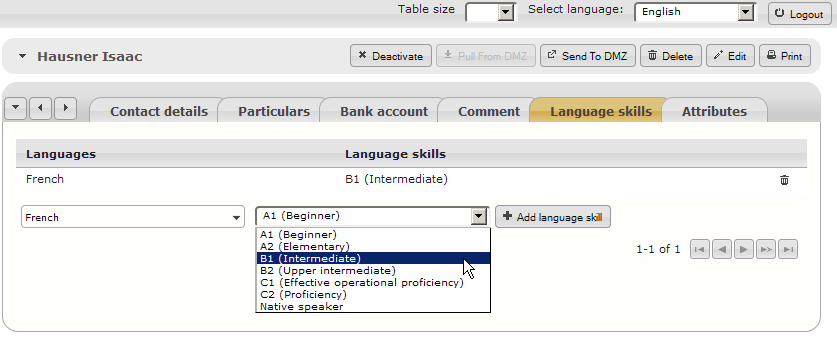 Table size Select language: English Logout
Hausner Isaac Deactivate Pull From DMZ Send To DMZ Delete Edit Print
Contact details Particulars Bank account Comment Language skills Attributes
Languages Language skills
French B1 (Intermediate)
French A1 (Beginner) Add language skill
A1 (Beginner)
A2 (Elementary)
B1 (Intermediate)
B2 (Upper intermediate)
C1 (Effective operational proficiency)
C2 (Proficiency)
Native speaker
1-1 of 1